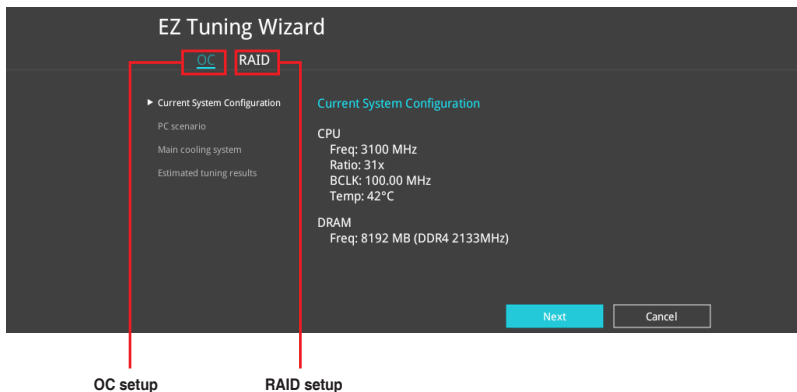 EZ Tuning Wizard
OC RAID
Current System Configuration
PC scenario
Main cooling system
Estimated tuning results
Current System Configuration
CPU
Freq: 3100 MHz
Ratio: 31x
BCLK: 100.00 MHz
Temp: 42°C
DRAM
Freq: 8192 MB (DDR4 2133MHz)
Next Cancel
OC setup RAID setup